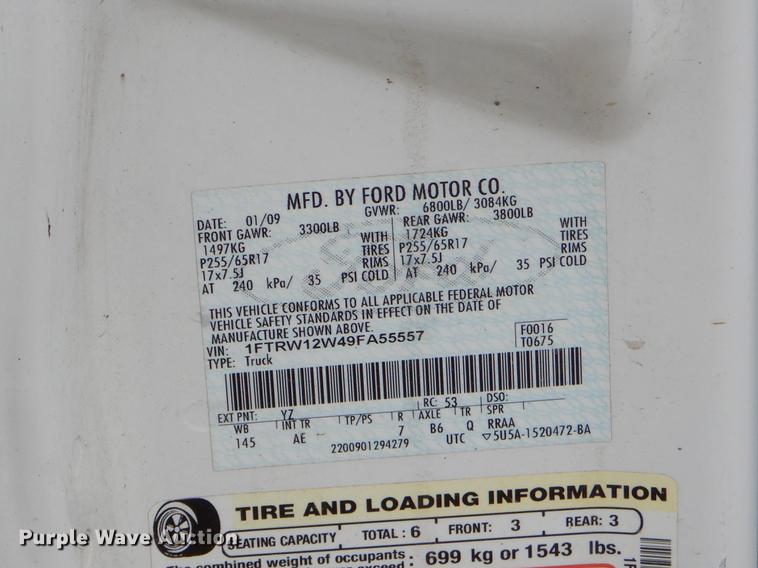 MFD. BY FORD MOTOR CO.
DATE: 01/09 GVWR: 6800LB/ 3084KG
FRONT GAWR: 3300LB REAR GAWR: 3800LB
1497KG WITH 1724KG WITH
P255/65R17 TIRES P255/65R17 TIRES
17x7.5J RIMS 17x7.5J RIMS
AT 240 kPa/ 35 PSI COLD AT 240 kPa/ 35 PSI COLD
THIS VEHICLE CONFORMS TO ALL APPLICABLE FEDERAL MOTOR
VEHICLE SAFETY STANDARDS IN EFFECT ON THE DATE OF
MANUFACTURE SHOWN ABOVE.
VIN: 1FTRW12W49FA55557 F0016
TYPE: Truck T0675
EXT PNT: YZ RC: 53 DSO:
WB INT TR TP/PS R AXLE TR SPR
145 AE 7 B6 Q RRAA
2200901294279 UTC ▽5U5A-1520472-BA
TIRE AND LOADING INFORMATION
SEATING CAPACITY TOTAL : 6 FRONT: 3 REAR: 3
combined weight of occupants : 699 kg or 1543 lbs.
Purple Wave Auction